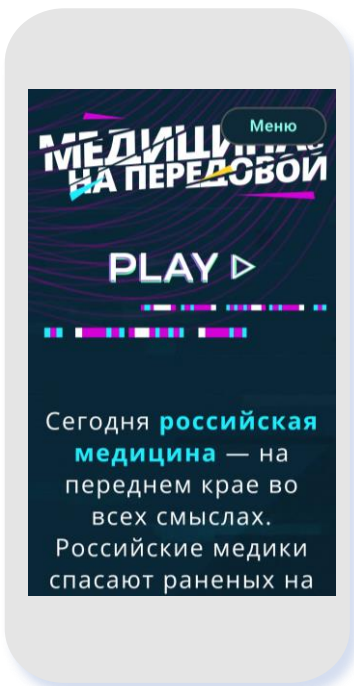 Меню
МЕДИЦИНА
НА ПЕРЕДОВОЙ
PLAY
Сегодня российская
медицина — на
переднем крае во
всех смыслах.
Российские медики
спасают раненых на